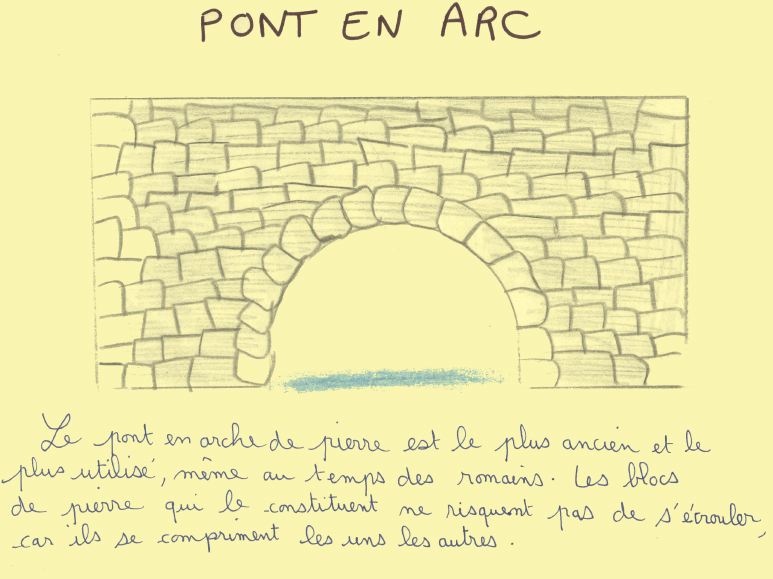 PONT EN ARC
Le pont en arche de pierre est le plus ancien et le
plus utilisé, même au temps des romains. Les blocs
de pierre qui le constituent ne risquent pas de s'écrouler,
car ils se compriment les uns les autres.